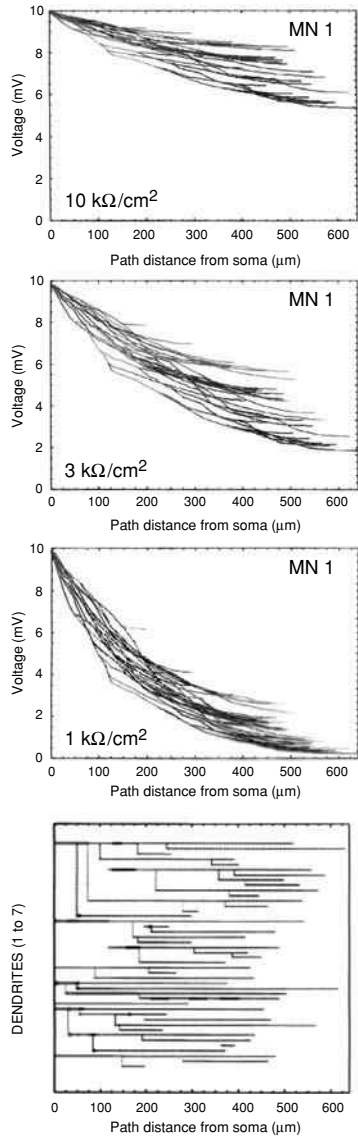 10
MN 1
8
6
4
2
0
Voltage (mV)
10 kΩ/cm2
0 100 200 300 400 500 600
Path distance from soma (μm)
10
MN 1
8
6
4
2
0
Voltage (mV)
3 kΩ/cm2
0 100 200 300 400 500 600
Path distance from soma (μm)
10
MN 1
8
6
4
2
0
Voltage (mV)
1 kΩ/cm2
0 100 200 300 400 500 600
Path distance from soma (μm)
DENDRITES (1 to 7)
0 100 200 300 400 500 600
Path distance from soma (μm)